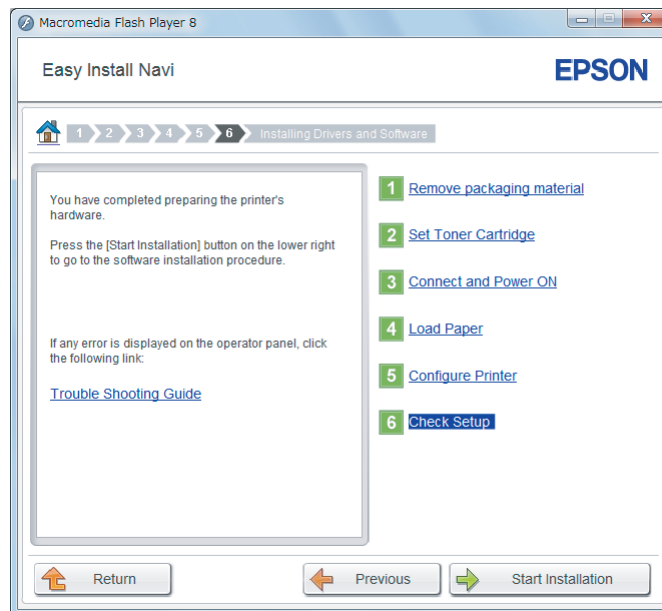 Macromedia Flash Player 8
Easy Install Navi
EPSON
1 2 3 4 5 6 Installing Drivers and Software
You have completed preparing the printer's
hardware.
Press the [Start Installation] button on the lower right
to go to the software installation procedure.
If any error is displayed on the operator panel, click
the following link:
Trouble Shooting Guide
1 Remove packaging material
2 Set Toner Cartridge
3 Connect and Power ON
4 Load Paper
5 Configure Printer
6 Check Setup
Return
Previous
Start Installation